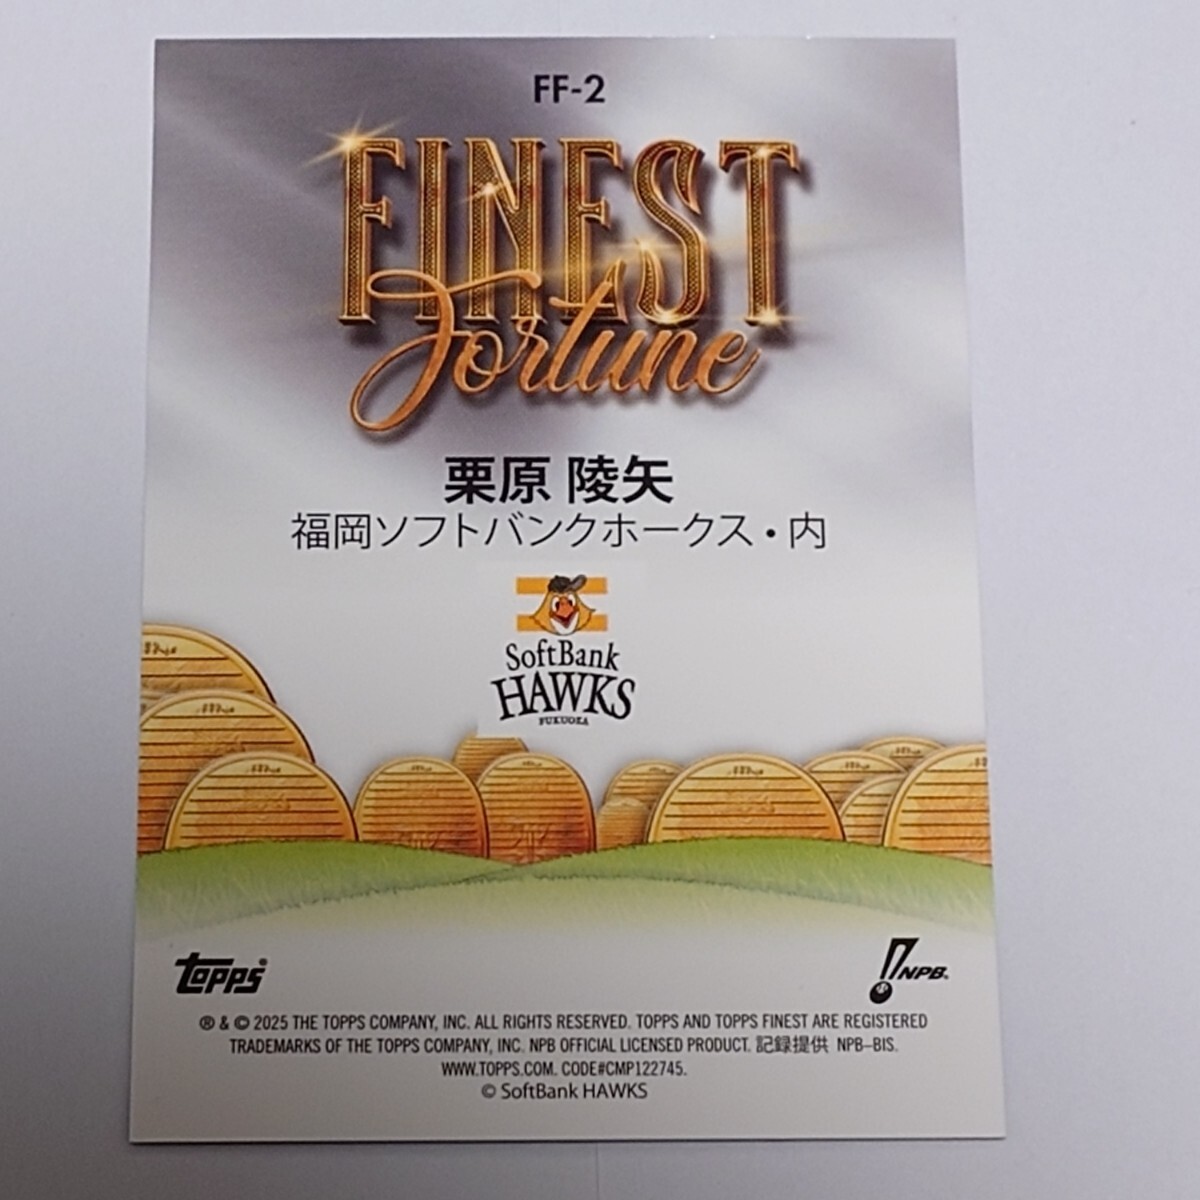 FF-2
FINEST
Fortune
栗原 陵矢
福岡ソフトバンクホークス・内
SoftBank
HAWKS
FUKUOKA
topps®
NPB®
® & © 2025 THE TOPPS COMPANY, INC. ALL RIGHTS RESERVED. TOPPS AND TOPPS FINEST ARE REGISTERED
TRADEMARKS OF THE TOPPS COMPANY, INC. NPB OFFICIAL LICENSED PRODUCT. 記録提供 NPB–BIS.
WWW.TOPPS.COM. CODE#CMP122745.
© SoftBank HAWKS